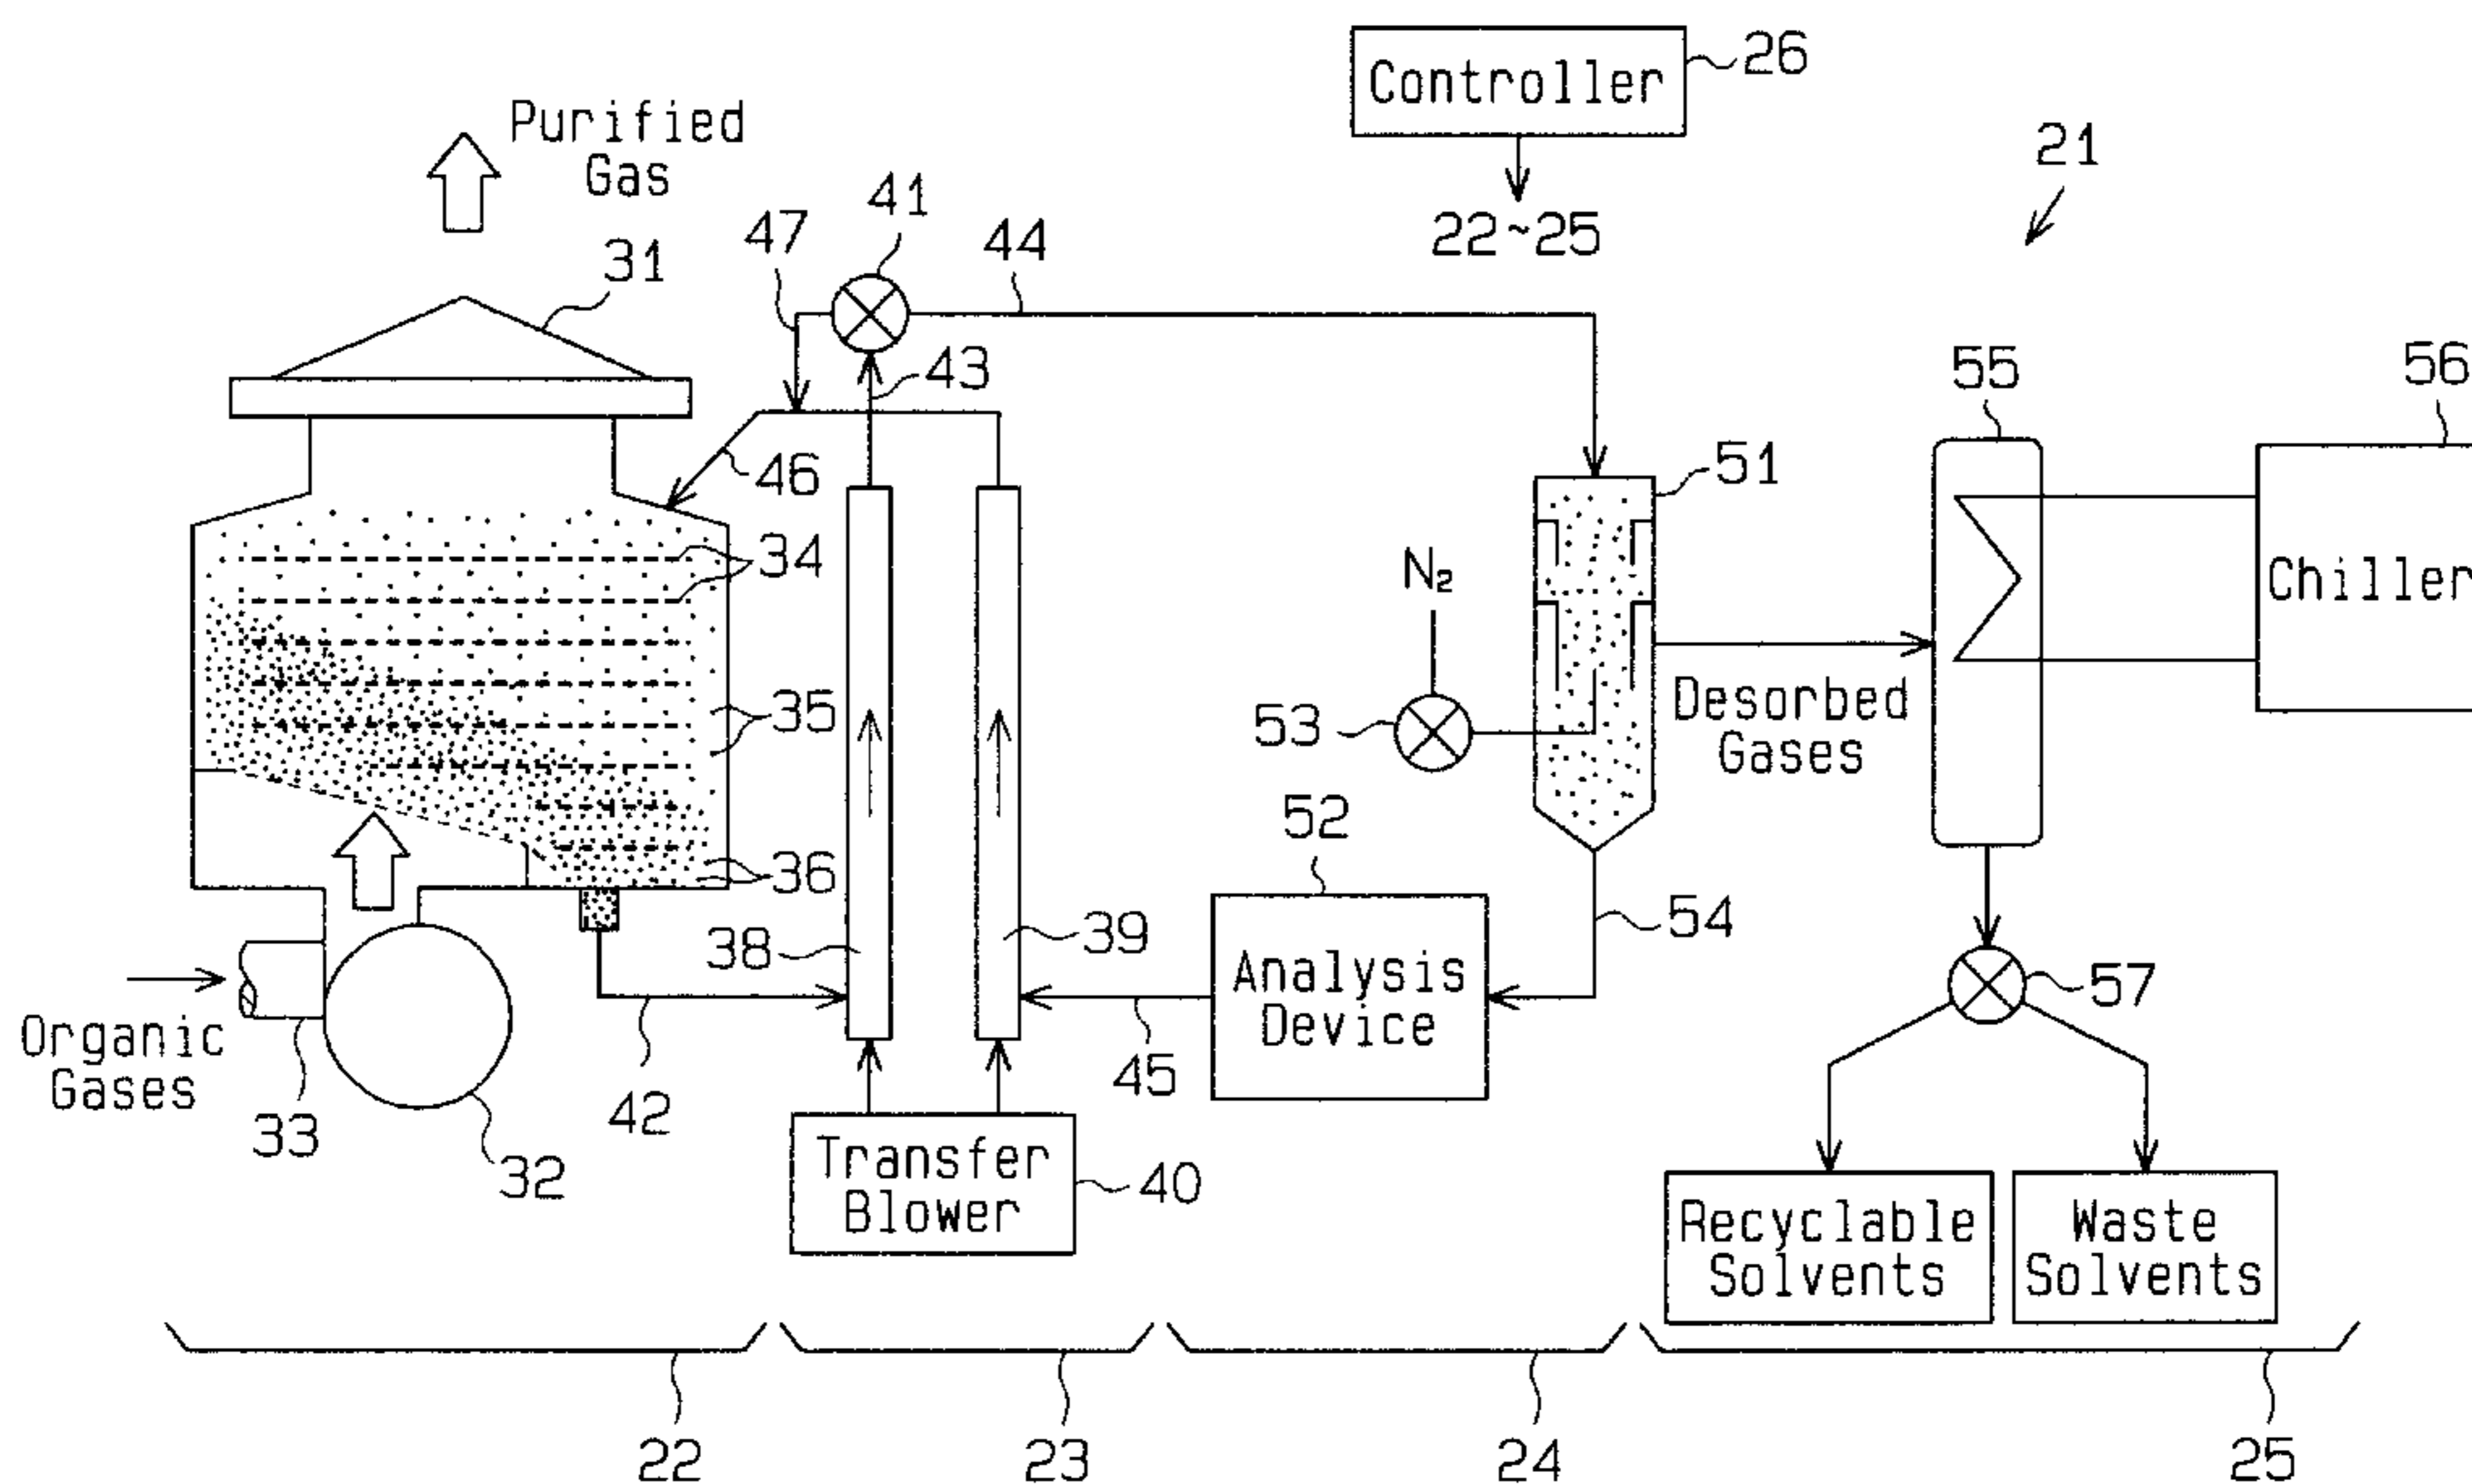 Controller
26
Purified
Gas
21
22~25
41
47
44
31
43
55
56
46
51
34
N₂
Chiller
35
53
Desorbed
Gases
52
36
38
39
54
Analysis
Device
57
Organic
Gases
45
42
33
32
Transfer
Blower
40
Recyclable
Solvents
Waste
Solvents
22
23
24
25